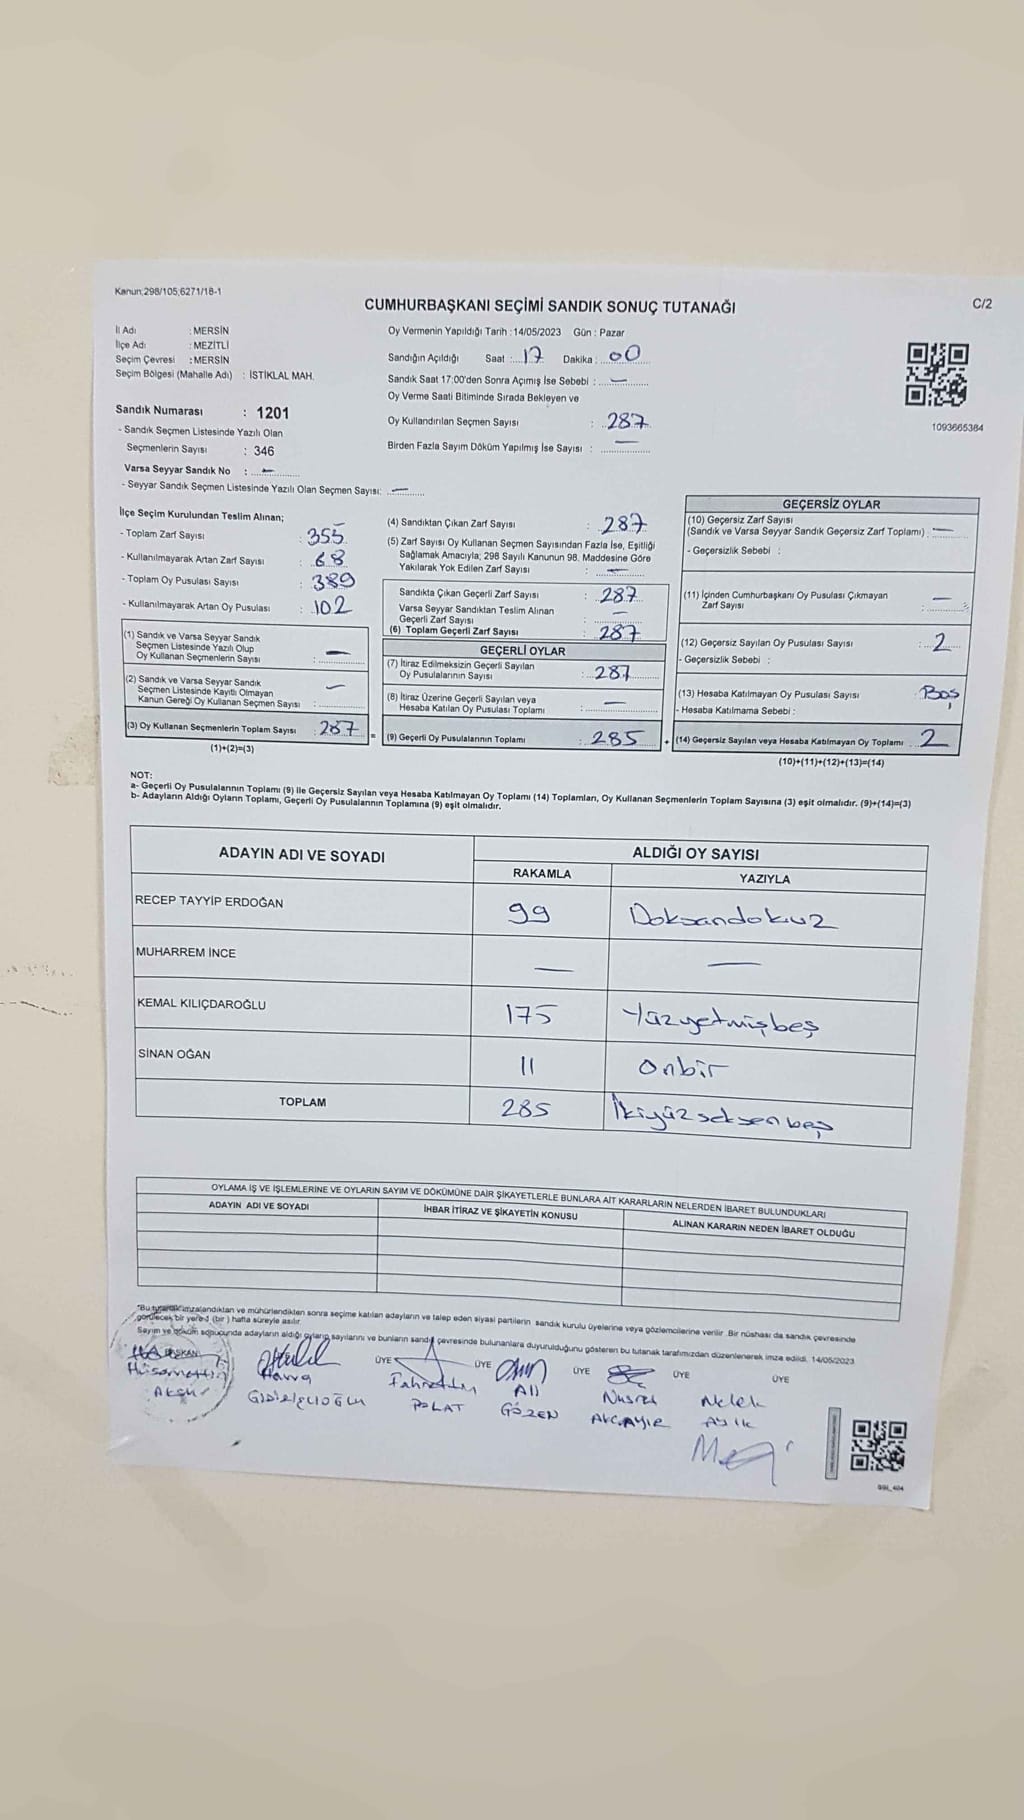 Kanun;298/105;6271/18-1
CUMHURBAŞKANI SEÇİMİ SANDIK SONUÇ TUTANAĞI
C/2
İl Adı : MERSİN
İlçe Adı : MEZİTLİ
Seçim Çevresi : MERSİN
Seçim Bölgesi (Mahalle Adı) : İSTİKLAL MAH.
Sandık Numarası : 1201
- Sandık Seçmen Listesinde Yazılı Olan
Seçmenlerin Sayısı : 346
Varsa Seyyar Sandık No : —
- Seyyar Sandık Seçmen Listesinde Yazılı Olan Seçmen Sayısı: —
Oy Vermenin Yapıldığı Tarih : 14/05/2023 Gün : Pazar
Sandığın Açıldığı Saat : 17 Dakika : 00
Sandık Saat 17:00'den Sonra Açımış İse Sebebi : —
Oy Verme Saati Bitiminde Sırada Bekleyen ve
Oy Kullandırılan Seçmen Sayısı : 287
Birden Fazla Sayım Döküm Yapılmış İse Sayısı : —
1093665384
İlçe Seçim Kurulundan Teslim Alınan;
- Toplam Zarf Sayısı : 355
- Kullanılmayarak Artan Zarf Sayısı : 68
- Toplam Oy Pusulası Sayısı : 389
- Kullanılmayarak Artan Oy Pusulası : 102
(1) Sandık ve Varsa Seyyar Sandık
Seçmen Listesinde Yazılı Olup
Oy Kullanan Seçmenlerin Sayısı : —
(2) Sandık ve Varsa Seyyar Sandık
Seçmen Listesinde Kayıtlı Olmayan
Kanun Gereği Oy Kullanan Seçmen Sayısı : —
(3) Oy Kullanan Seçmenlerin Toplam Sayısı : 287
(1)+(2)=(3)
(4) Sandıktan Çıkan Zarf Sayısı : 287
(5) Zarf Sayısı Oy Kullanan Seçmen Sayısından Fazla İse, Eşitliği
Sağlamak Amacıyla; 298 Sayılı Kanunun 98. Maddesine Göre
Yakılarak Yok Edilen Zarf Sayısı : —
Sandıkta Çıkan Geçerli Zarf Sayısı : 287
Varsa Seyyar Sandıktan Teslim Alınan
Geçerli Zarf Sayısı : —
(6) Toplam Geçerli Zarf Sayısı : 287
GEÇERLİ OYLAR
(7) İtiraz Edilmeksizin Geçerli Sayılan
Oy Pusulalarının Sayısı : 287
(8) İtiraz Üzerine Geçerli Sayılan veya
Hesaba Katılan Oy Pusulası Toplamı : —
= (9) Geçerli Oy Pusulalarının Toplamı : 285
GEÇERSİZ OYLAR
(10) Geçersiz Zarf Sayısı
(Sandık ve Varsa Seyyar Sandık Geçersiz Zarf Toplamı) : —
- Geçersizlik Sebebi :
(11) İçinden Cumhurbaşkanı Oy Pusulası Çıkmayan
Zarf Sayısı : —
(12) Geçersiz Sayılan Oy Pusulası Sayısı : 2
- Geçersizlik Sebebi :
(13) Hesaba Katılmayan Oy Pusulası Sayısı : Boş
- Hesaba Katılmama Sebebi :
+ (14) Geçersiz Sayılan veya Hesaba Katılmayan Oy Toplamı : 2
(10)+(11)+(12)+(13)=(14)
NOT:
a- Geçerli Oy Pusulalarının Toplamı (9) ile Geçersiz Sayılan veya Hesaba Katılmayan Oy Toplamı (14) Toplamları, Oy Kullanan Seçmenlerin Toplam Sayısına (3) eşit olmalıdır. (9)+(14)=(3)
b- Adayların Aldığı Oyların Toplamı, Geçerli Oy Pusulalarının Toplamına (9) eşit olmalıdır.
ADAYIN ADI VE SOYADI ALDIĞI OY SAYISI
RAKAMLA YAZIYLA
RECEP TAYYİP ERDOĞAN 99 Doksandokuz
MUHARREM İNCE — —
KEMAL KILIÇDAROĞLU 175 Yüzyetmişbeş
SİNAN OĞAN 11 Onbir
TOPLAM 285 İkiyüzseksenbeş
OYLAMA İŞ VE İŞLEMLERİNE VE OYLARIN SAYIM VE DÖKÜMÜNE DAİR ŞİKAYETLERLE BUNLARA AİT KARARLARIN NELERDEN İBARET BULUNDUKLARI
ADAYIN ADI VE SOYADI İHBAR İTİRAZ VE ŞİKAYETİN KONUSU ALINAN KARARIN NEDEN İBARET OLDUĞU
*Bu tutanak imzalandıktan ve mühürlendikten sonra seçime katılan adayların ve talep eden siyasi partilerin sandık kurulu üyelerine veya gözlemcilerine verilir. Bir nüshası da sandık çevresinde
görülecek bir yere 1 (bir) hafta süreyle asılır.
Sayım ve döküm sonucunda adayların aldığı oyların sayılarını ve bunların sandık çevresinde bulunanlara duyurulduğunu gösteren bu tutanak tarafımızdan düzenlenerek imza edildi. 14/05/2023
BAŞKAN ÜYE ÜYE ÜYE ÜYE ÜYE
Hüsamettin Fahrettin Ali Nusret Melek
POLAT GÖZEN AYIK